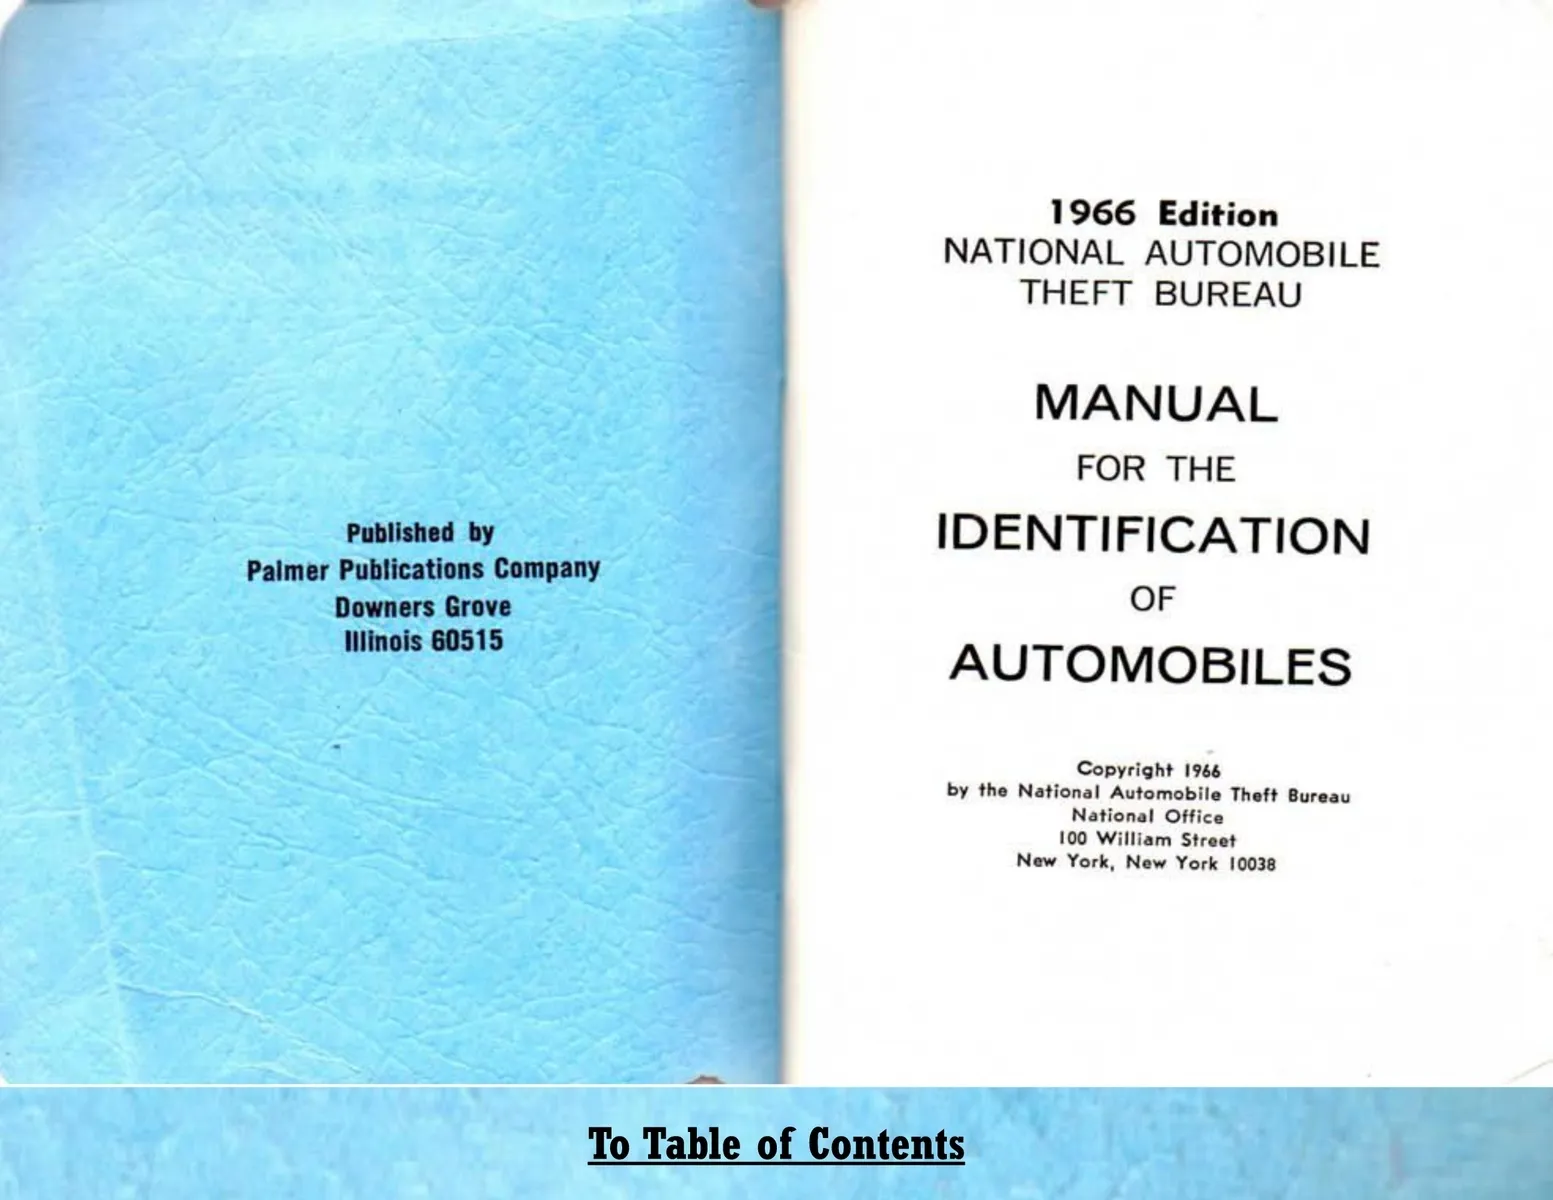 Published by
Palmer Publications Company
Downers Grove
Illinois 60515
1966 Edition
NATIONAL AUTOMOBILE
THEFT BUREAU
MANUAL
FOR THE
IDENTIFICATION
OF
AUTOMOBILES
Copyright 1966
by the National Automobile Theft Bureau
National Office
100 William Street
New York, New York 10038
To Table of Contents